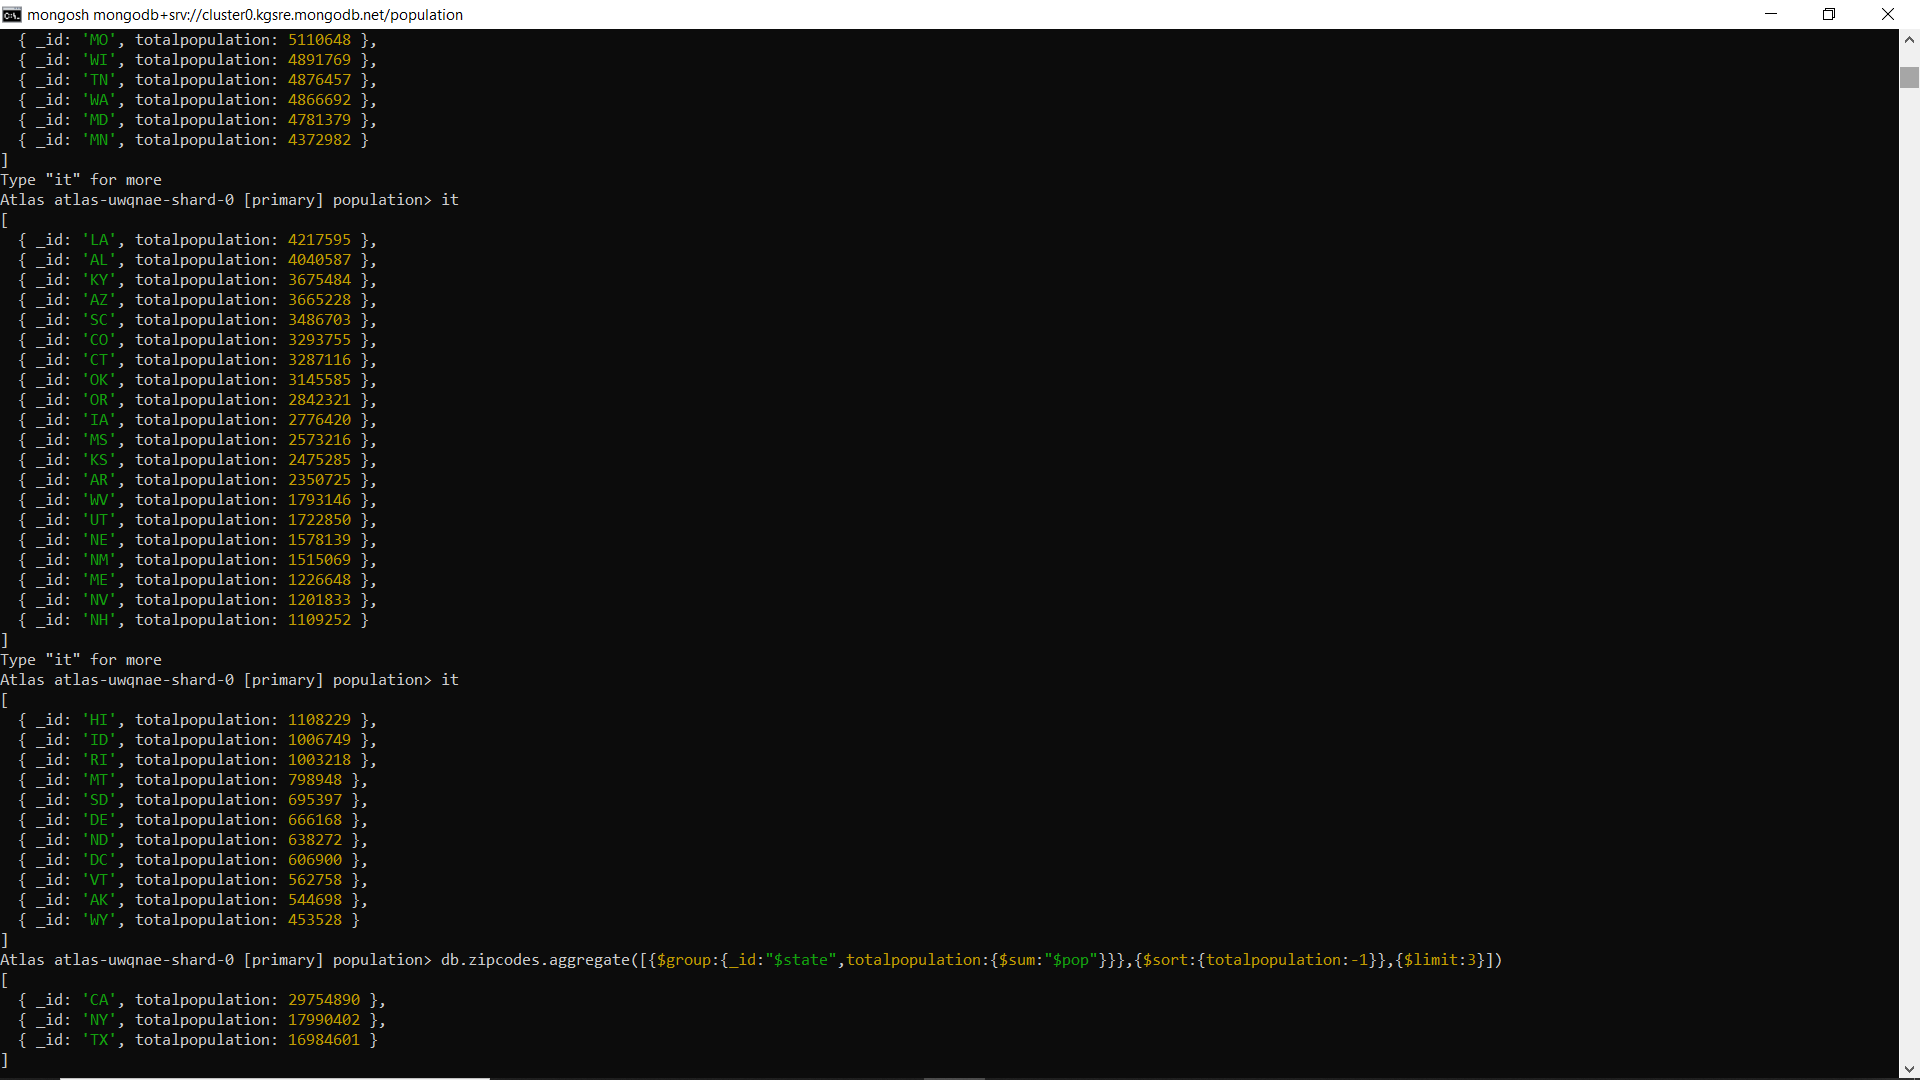 mongosh mongodb+srv://cluster0.kgsre.mongodb.net/population
  { _id: 'MO', totalpopulation: 5110648 },
  { _id: 'WI', totalpopulation: 4891769 },
  { _id: 'TN', totalpopulation: 4876457 },
  { _id: 'WA', totalpopulation: 4866692 },
  { _id: 'MD', totalpopulation: 4781379 },
  { _id: 'MN', totalpopulation: 4372982 }
]
Type "it" for more
Atlas atlas-uwqnae-shard-0 [primary] population> it
[
  { _id: 'LA', totalpopulation: 4217595 },
  { _id: 'AL', totalpopulation: 4040587 },
  { _id: 'KY', totalpopulation: 3675484 },
  { _id: 'AZ', totalpopulation: 3665228 },
  { _id: 'SC', totalpopulation: 3486703 },
  { _id: 'CO', totalpopulation: 3293755 },
  { _id: 'CT', totalpopulation: 3287116 },
  { _id: 'OK', totalpopulation: 3145585 },
  { _id: 'OR', totalpopulation: 2842321 },
  { _id: 'IA', totalpopulation: 2776420 },
  { _id: 'MS', totalpopulation: 2573216 },
  { _id: 'KS', totalpopulation: 2475285 },
  { _id: 'AR', totalpopulation: 2350725 },
  { _id: 'WV', totalpopulation: 1793146 },
  { _id: 'UT', totalpopulation: 1722850 },
  { _id: 'NE', totalpopulation: 1578139 },
  { _id: 'NM', totalpopulation: 1515069 },
  { _id: 'ME', totalpopulation: 1226648 },
  { _id: 'NV', totalpopulation: 1201833 },
  { _id: 'NH', totalpopulation: 1109252 }
]
Type "it" for more
Atlas atlas-uwqnae-shard-0 [primary] population> it
[
  { _id: 'HI', totalpopulation: 1108229 },
  { _id: 'ID', totalpopulation: 1006749 },
  { _id: 'RI', totalpopulation: 1003218 },
  { _id: 'MT', totalpopulation: 798948 },
  { _id: 'SD', totalpopulation: 695397 },
  { _id: 'DE', totalpopulation: 666168 },
  { _id: 'ND', totalpopulation: 638272 },
  { _id: 'DC', totalpopulation: 606900 },
  { _id: 'VT', totalpopulation: 562758 },
  { _id: 'AK', totalpopulation: 544698 },
  { _id: 'WY', totalpopulation: 453528 }
]
Atlas atlas-uwqnae-shard-0 [primary] population> db.zipcodes.aggregate([{$group:{_id:"$state",totalpopulation:{$sum:"$pop"}}},{$sort:{totalpopulation:-1}},{$limit:3}])
[
  { _id: 'CA', totalpopulation: 29754890 },
  { _id: 'NY', totalpopulation: 17990402 },
  { _id: 'TX', totalpopulation: 16984601 }
]